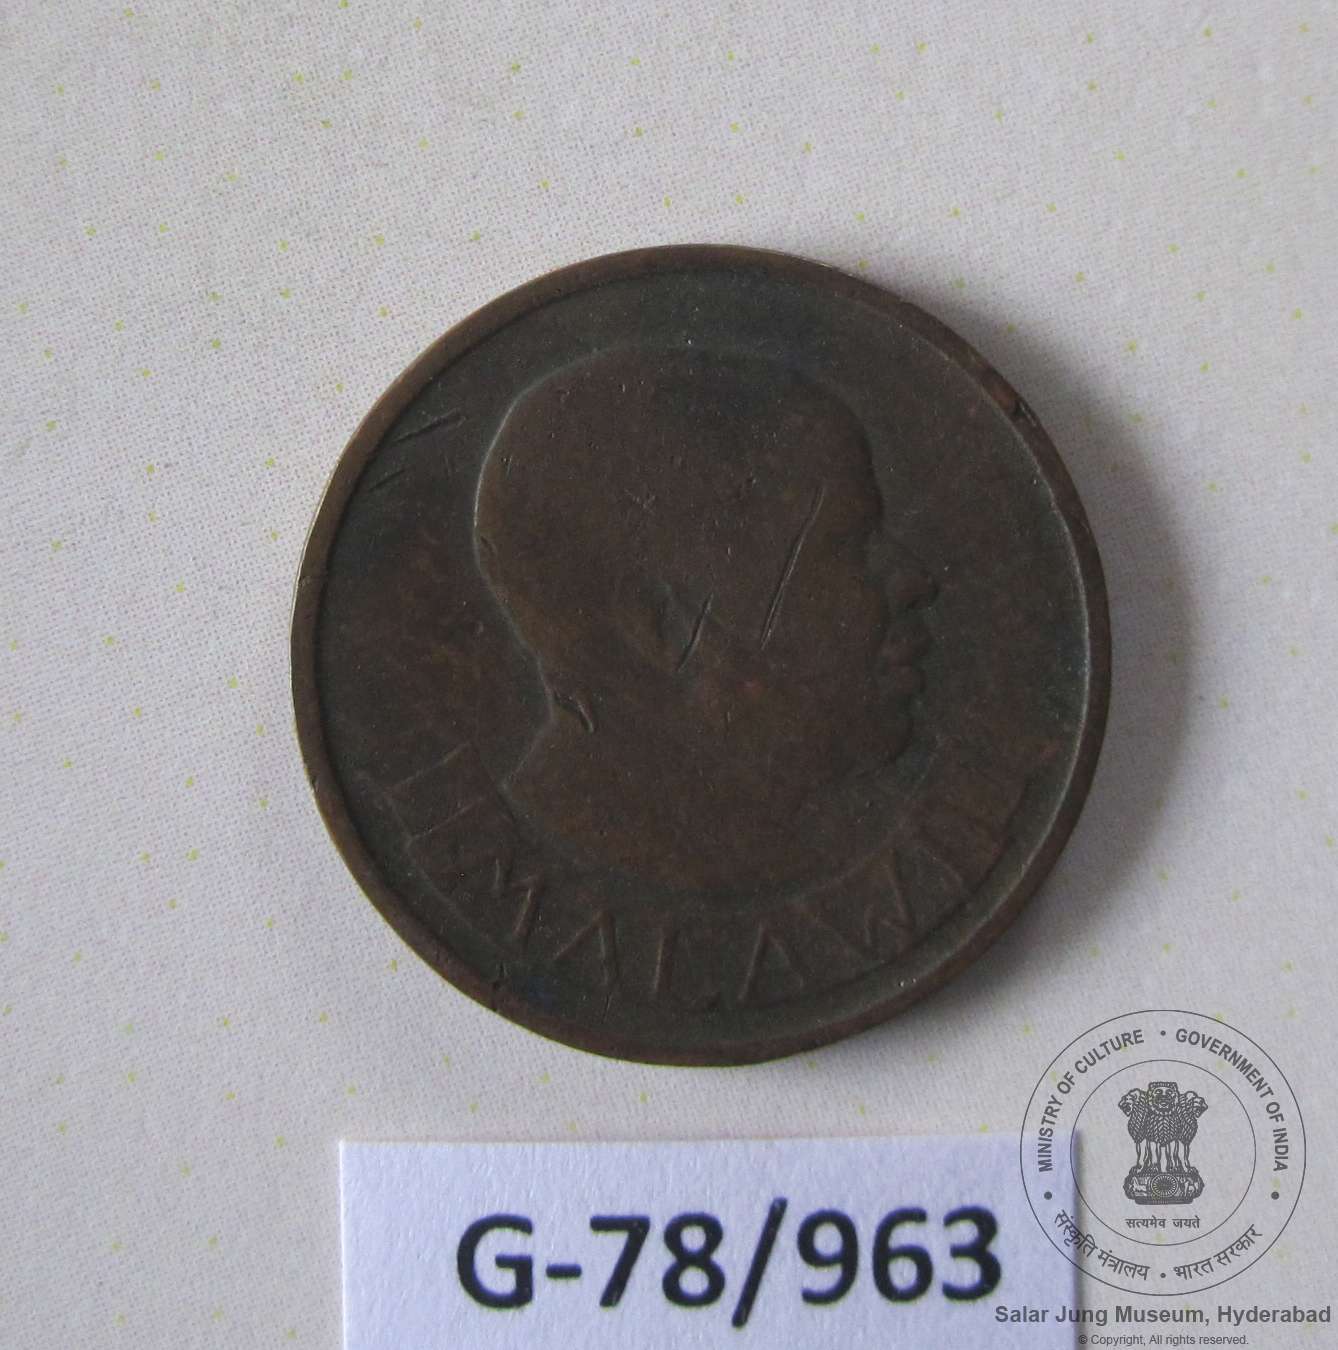 MALAWI
MINISTRY OF CULTURE • GOVERNMENT OF INDIA
सत्यमेव जयते
संस्कृति मंत्रालय • भारत सरकार
G-78/963
Salar Jung Museum, Hyderabad
© Copyright, All rights reserved.